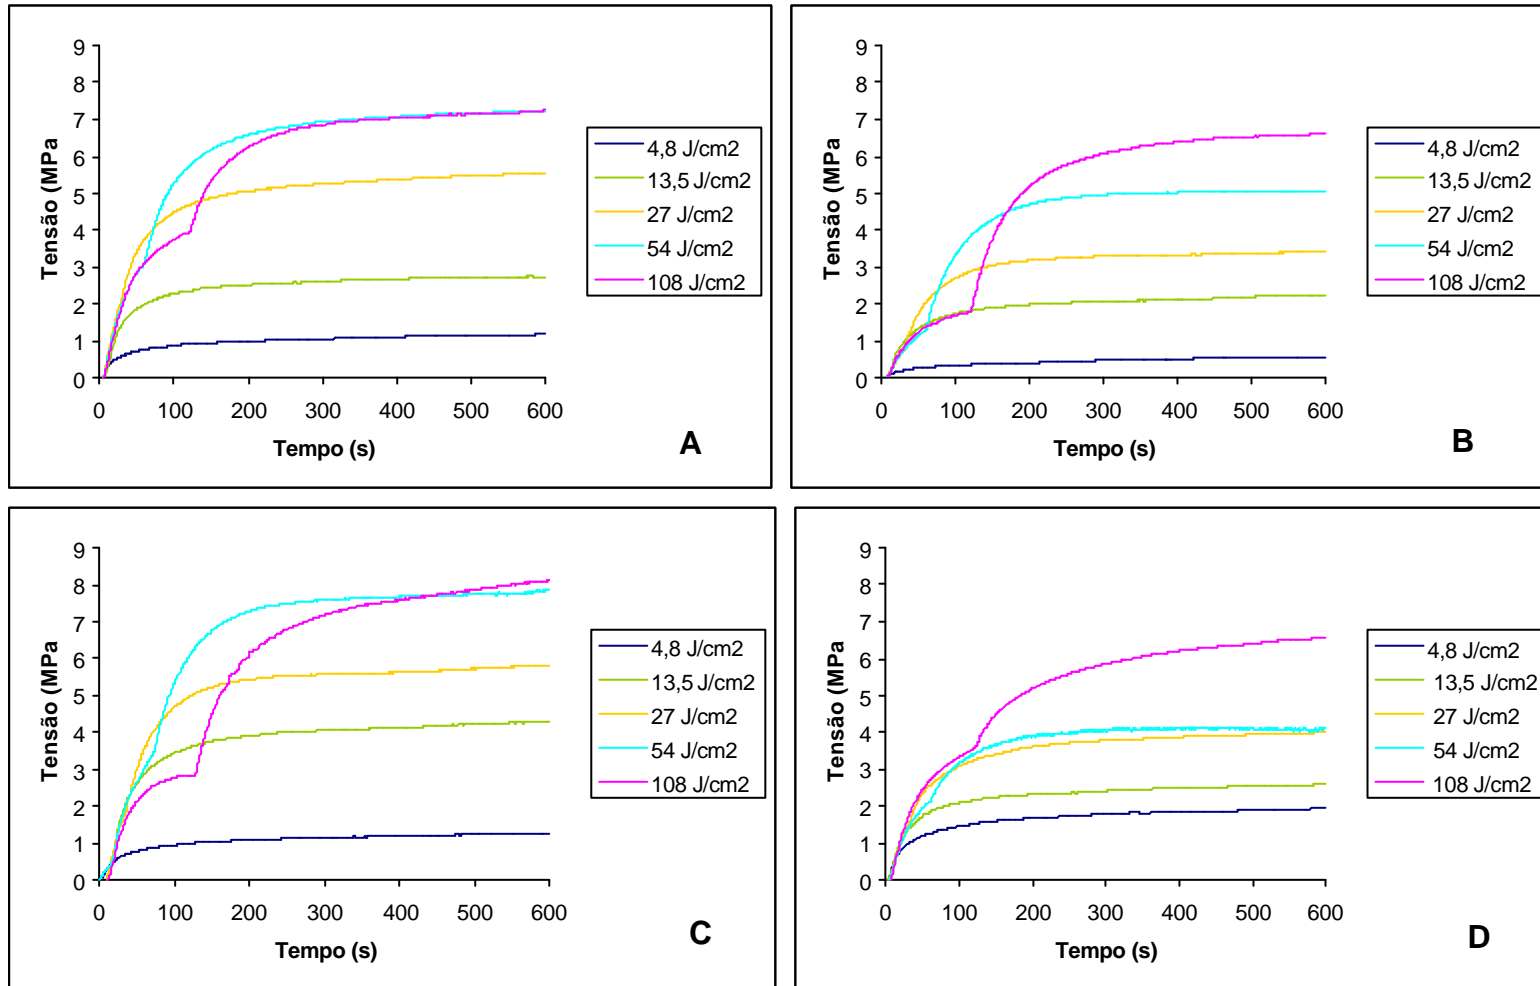 9
8
7
6
5
4
3
2
1
0
Tensão (MPa)
0 100 200 300 400 500 600
Tempo (s)
4,8 J/cm2
13,5 J/cm2
27 J/cm2
54 J/cm2
108 J/cm2
A
9
8
7
6
5
4
3
2
1
0
Tensão (MPa)
0 100 200 300 400 500 600
Tempo (s)
4,8 J/cm2
13,5 J/cm2
27 J/cm2
54 J/cm2
108 J/cm2
B
9
8
7
6
5
4
3
2
1
0
Tensão (MPa)
0 100 200 300 400 500 600
Tempo (s)
4,8 J/cm2
13,5 J/cm2
27 J/cm2
54 J/cm2
108 J/cm2
C
9
8
7
6
5
4
3
2
1
0
Tensão (MPa
0 100 200 300 400 500 600
Tempo (s)
4,8 J/cm2
13,5 J/cm2
27 J/cm2
54 J/cm2
108 J/cm2
D